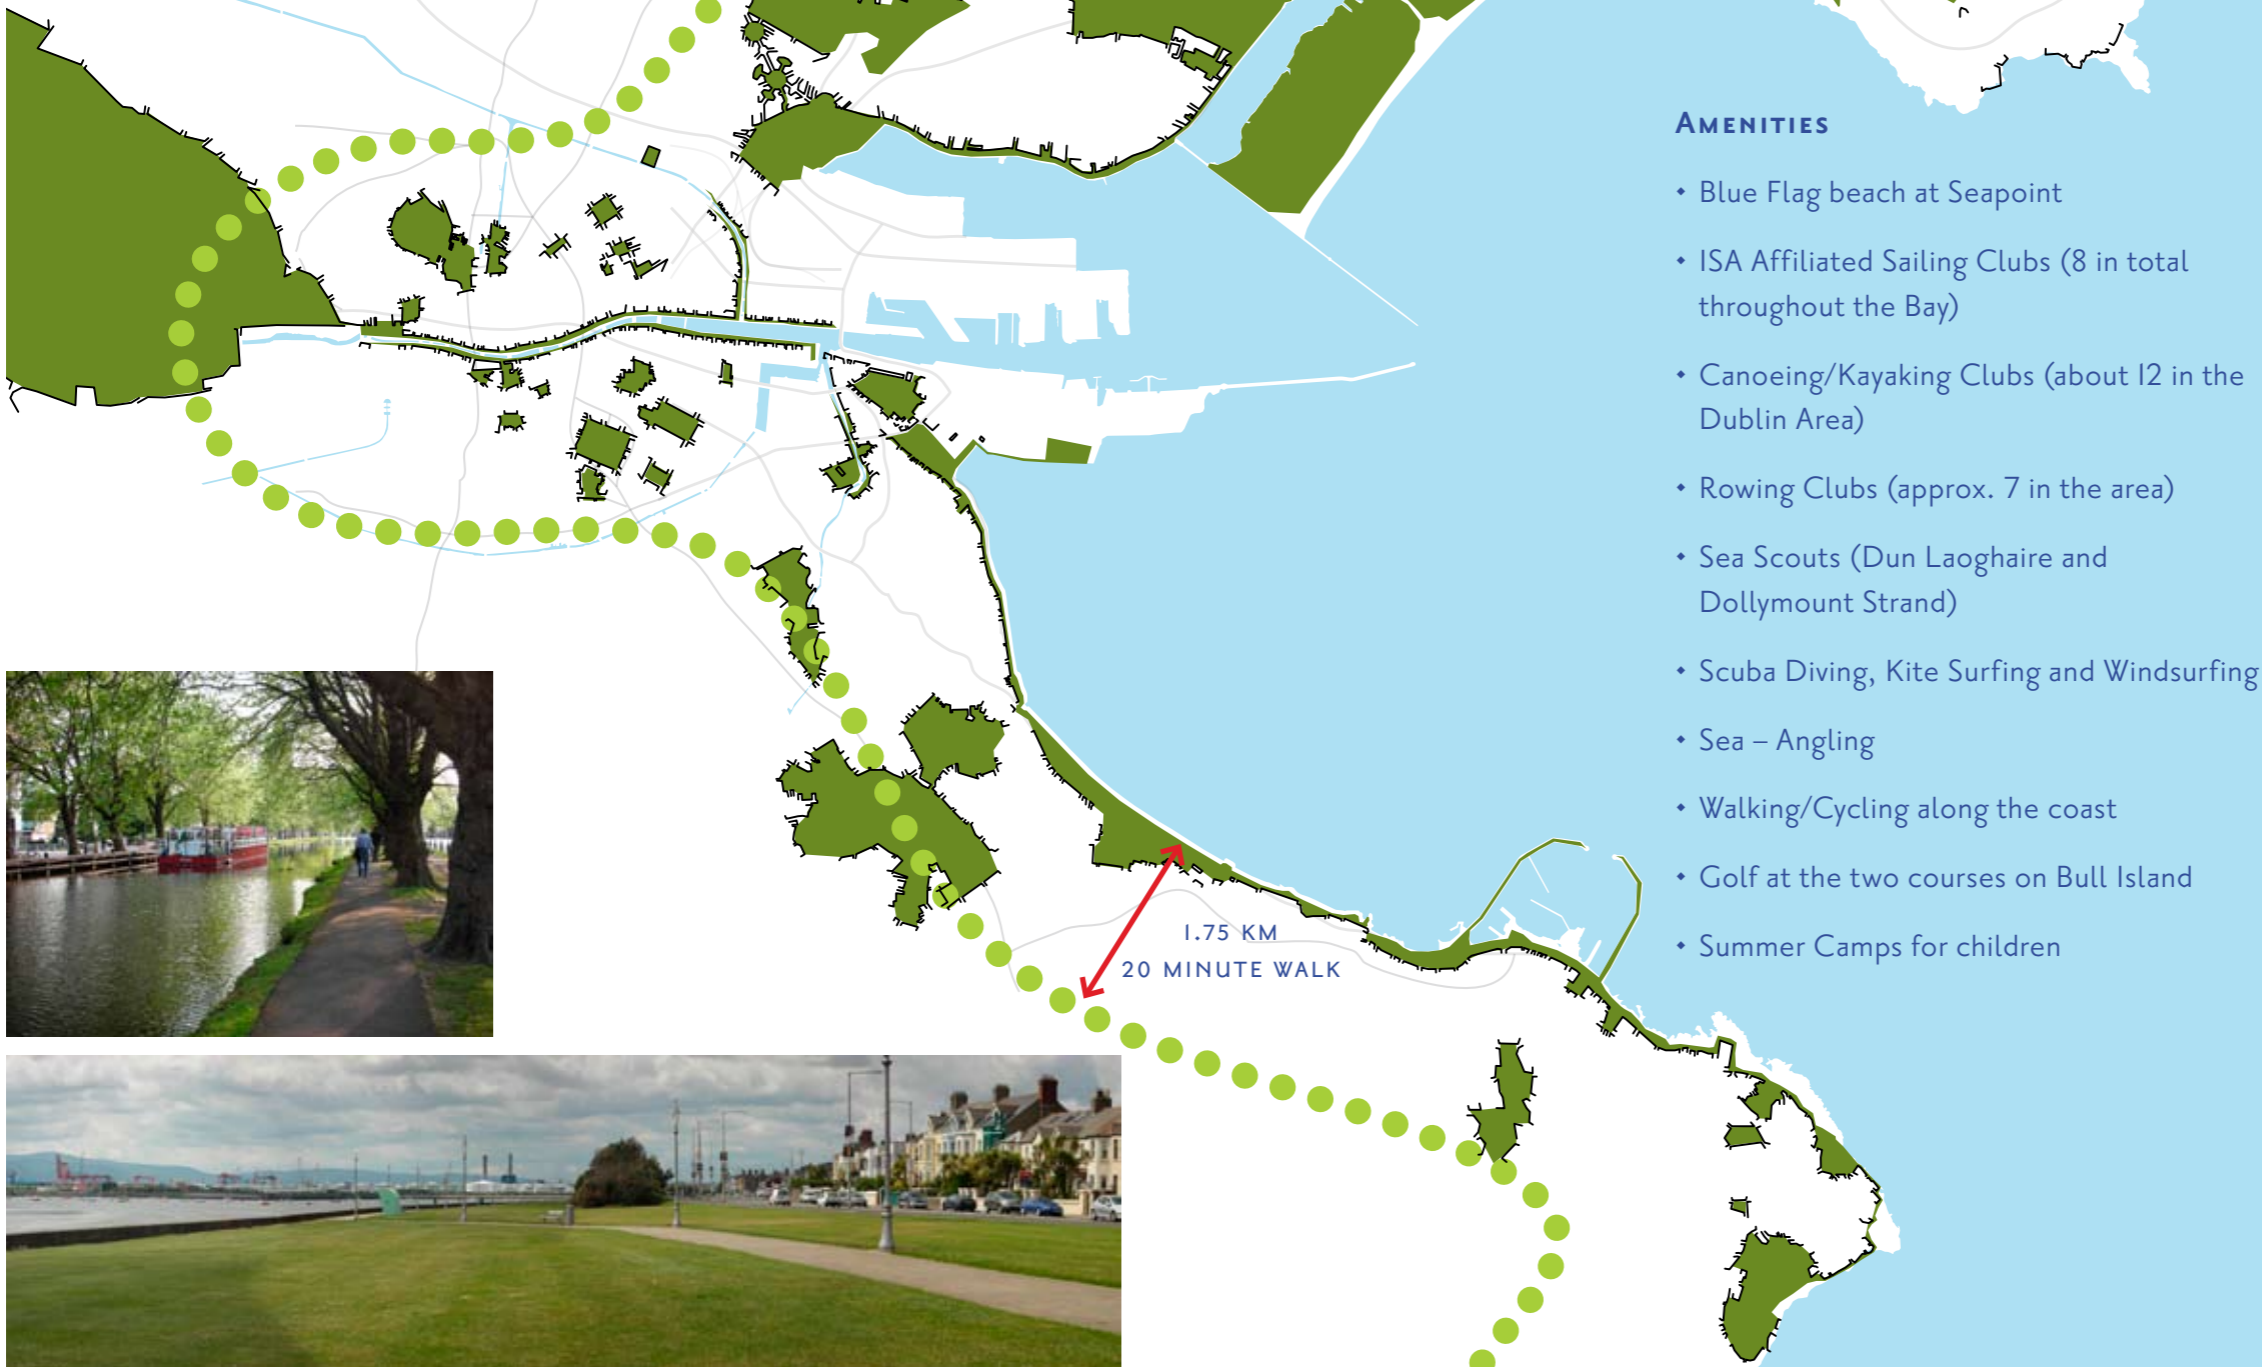 AMENITIES
• Blue Flag beach at Seapoint
• ISA Affiliated Sailing Clubs (8 in total
throughout the Bay)
• Canoeing/Kayaking Clubs (about 12 in the
Dublin Area)
• Rowing Clubs (approx. 7 in the area)
• Sea Scouts (Dun Laoghaire and
Dollymount Strand)
• Scuba Diving, Kite Surfing and Windsurfing
• Sea – Angling
• Walking/Cycling along the coast
• Golf at the two courses on Bull Island
• Summer Camps for children
1.75 KM
20 MINUTE WALK